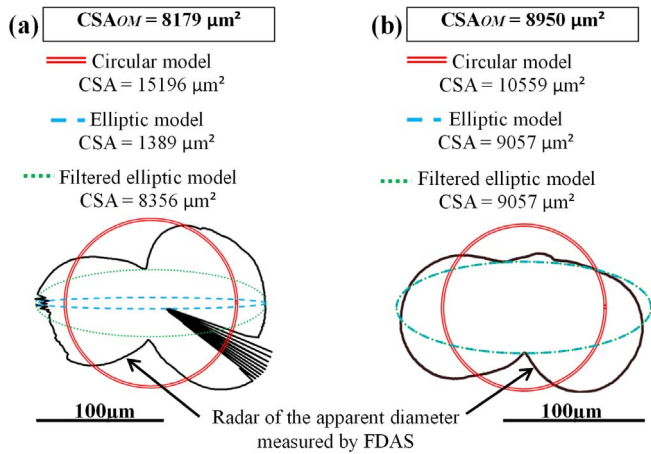 (a) CSAOM = 8179 µm²
Circular model
CSA = 15196 µm²
Elliptic model
CSA = 1389 µm²
Filtered elliptic model
CSA = 8356 µm²
100µm
(b) CSAOM = 8950 µm²
Circular model
CSA = 10559 µm²
Elliptic model
CSA = 9057 µm²
Filtered elliptic model
CSA = 9057 µm²
100µm
Radar of the apparent diameter
measured by FDAS